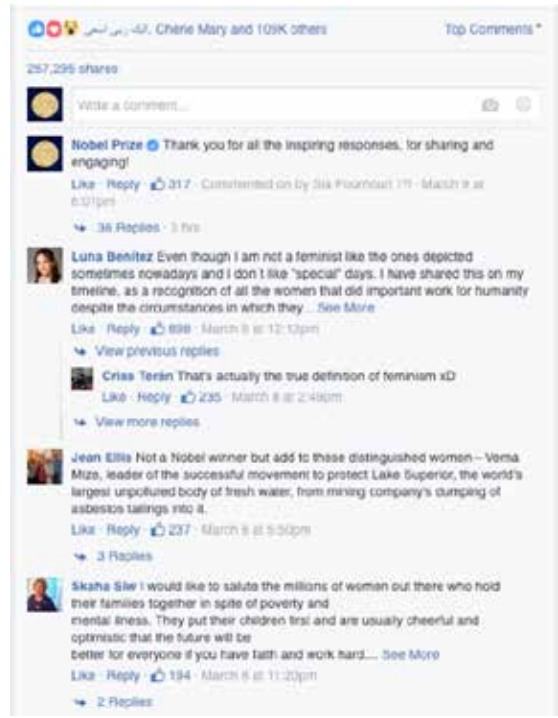 Cherie Mary and 109K others Top Comments
267,295 shares
Write a comment...
Nobel Prize Thank you for all the inspiring responses, for sharing and
engaging!
Like · Reply · 317 · Commented on by · March 9 at
6:01pm
36 Replies · 3 hrs
Luna Benitez Even though I am not a feminist like the ones depicted
sometimes nowadays and I don't like "special" days. I have shared this on my
timeline, as a recognition of all the women that did important work for humanity
despite the circumstances in which they... See More
Like · Reply · 898 · March 8 at 12:12pm
View previous replies
Criss Terán That's actually the true definition of feminism xD
Like · Reply · 235 · March 8 at 2:49pm
View more replies
Jean Ellis Not a Nobel winner but add to these distinguished women – Verna
Mize, leader of the successful movement to protect Lake Superior, the world's
largest unpolluted body of fresh water, from mining company's dumping of
asbestos tailings into it.
Like · Reply · 237 · March 8 at 5:50pm
3 Replies
Skaha Siw I would like to salute the millions of women out there who hold
their families together in spite of poverty and
mental illness. They put their children first and are usually cheerful and
optimistic that the future will be
better for everyone if you have faith and work hard.... See More
Like · Reply · 194 · March 8 at 11:20pm
2 Replies